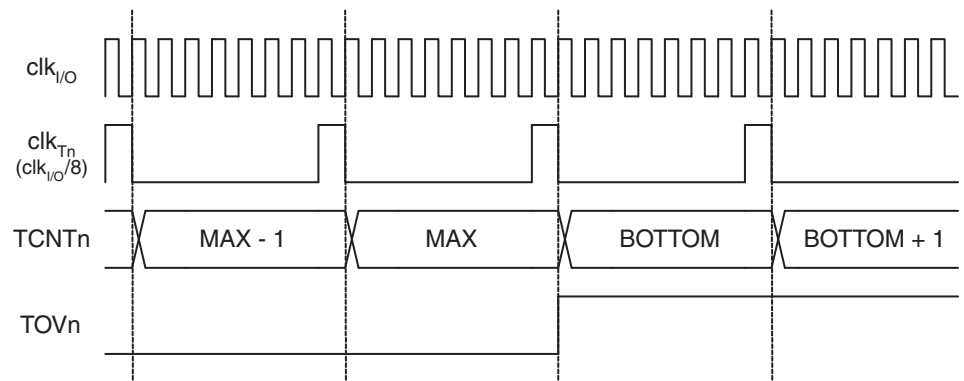 clkI/O
clkTn
(clkI/O/8)
TCNTn MAX - 1 MAX BOTTOM BOTTOM + 1
TOVn